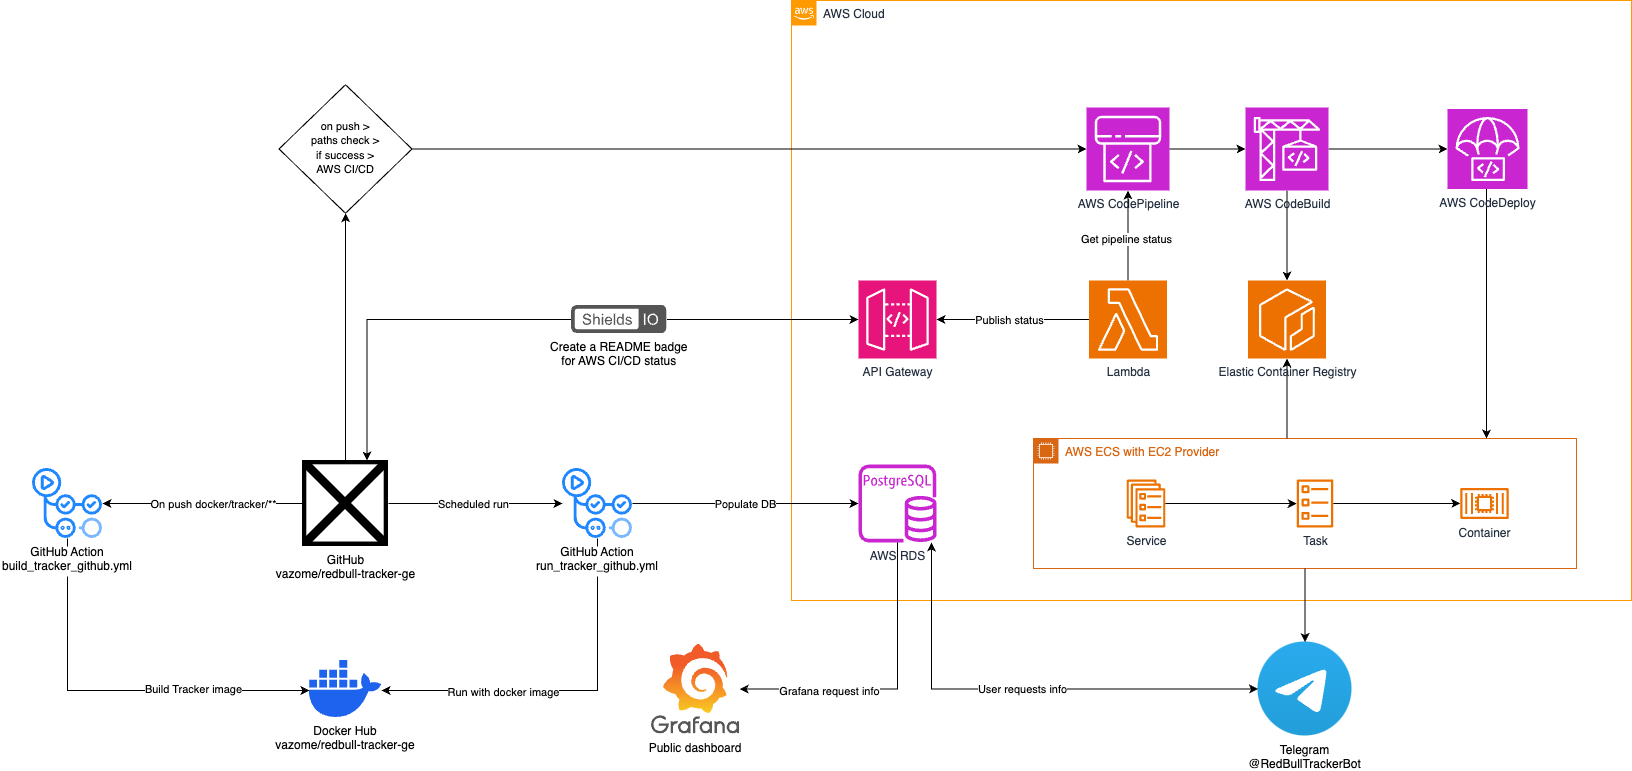 aws
AWS Cloud
on push >
paths check >
if success >
AWS CI/CD
AWS CodePipeline
AWS CodeBuild
AWS CodeDeploy
Get pipeline status
Shields IO
Create a README badge
for AWS CI/CD status
API Gateway
Publish status
Lambda
Elastic Container Registry
AWS ECS with EC2 Provider
Service
Task
Container
On push docker/tracker/**
Scheduled run
Populate DB
PostgreSQL
AWS RDS
GitHub Action
build_tracker_github.yml
GitHub
vazome/redbull-tracker-ge
GitHub Action
run_tracker_github.yml
Build Tracker image
Run with docker image
Docker Hub
vazome/redbull-tracker-ge
Grafana
Public dashboard
Grafana request info
User requests info
Telegram
@RedBullTrackerBot